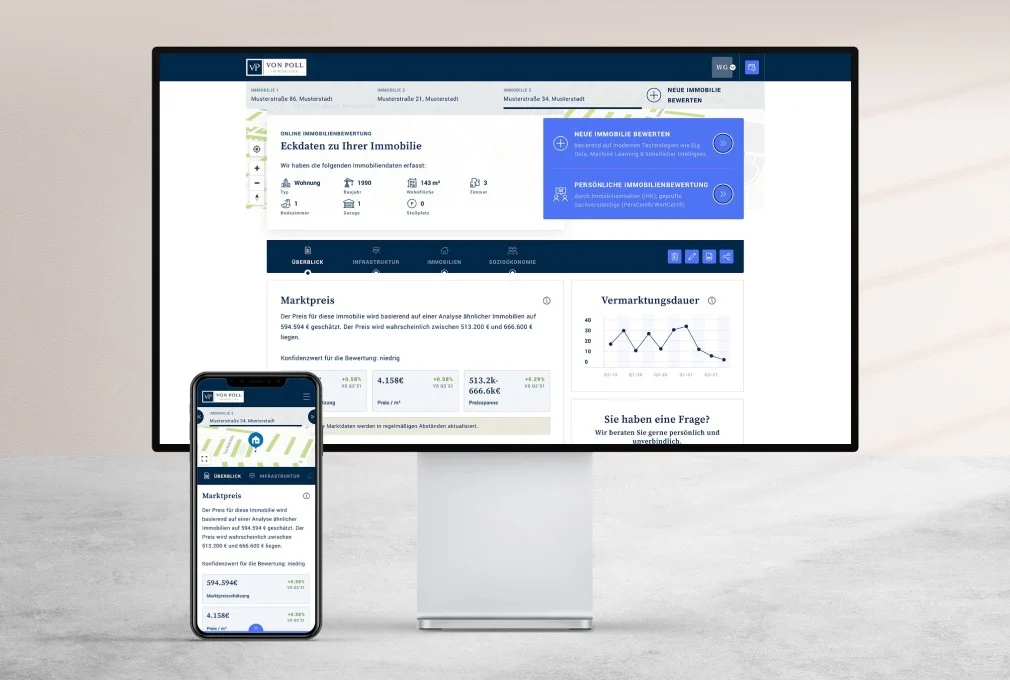 VP VON POLL
IMMOBILIEN
WG
IMMOBILIE 1
Musterstraße 86, Musterstadt
IMMOBILIE 2
Musterstraße 21, Musterstadt
IMMOBILIE 3
Musterstraße 34, Musterstadt
NEUE IMMOBILIE
BEWERTEN
ONLINE IMMOBILIENBEWERTUNG
Eckdaten zu Ihrer Immobilie
Wir haben die folgenden Immobiliendaten erfasst:
Wohnung
Typ
1990
Baujahr
143 m²
Wohnfläche
3
Zimmer
1
Badezimmer
1
Garage
0
Stellplatz
NEUE IMMOBILIE BEWERTEN
basierend auf modernen Technologien wie Big
Data, Machine Learning & künstlicher Intelligenz
PERSÖNLICHE IMMOBILIENBEWERTUNG
durch Immobilienmakler (IHK), geprüfte
Sachverständige (PersCert®/WertCert®)
ÜBERBLICK
INFRASTRUKTUR
IMMOBILIEN
SOZIOÖKONOMIE
Marktpreis
Der Preis für diese Immobilie wird basierend auf einer Analyse ähnlicher Immobilien auf
594.594 € geschätzt. Der Preis wird wahrscheinlich zwischen 513.200 € und 666.600 €
liegen.
Konfidenzwert für die Bewertung: niedrig
+0.58%
VS Q2'21
tzung
4.158€
+0.58%
VS Q2'21
Preis / m²
513.2k-
666.6k€
+0.29%
VS Q2'21
Preisspanne
e Marktdaten werden in regelmäßigen Abständen aktualisiert.
Vermarktungsdauer
40
30
20
10
0
Q3-19
Q1-20
Q3-20
Q1-21
Q3-21
Sie haben eine Frage?
Wir beraten Sie gerne persönlich und
unverbindlich.
VP VON POLL
IMMOBILIE 3
Musterstraße 34, Musterstadt
ÜBERBLICK
INFRASTRUKTUR
Marktpreis
Der Preis für diese Immobilie wird
basierend auf einer Analyse ähnlicher
Immobilien auf 594.594 € geschätzt. Der
Preis wird wahrscheinlich zwischen
513.200 € und 666.600 € liegen.
Konfidenzwert für die Bewertung: niedrig
594.594€
+0.58%
VS Q2'21
Marktpreisschätzung
4.158€
+0.58%
VS Q2'21
Preis / m²